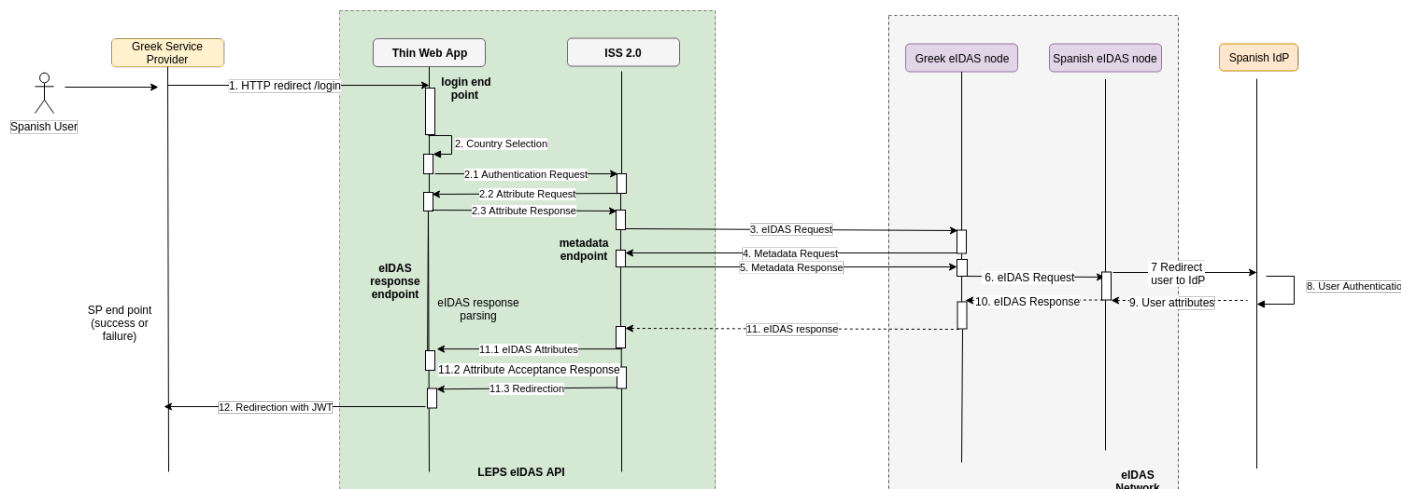 Greek Service
Provider
Thin Web App
ISS 2.0
Greek eIDAS node
Spanish eIDAS node
Spanish IdP
Spanish User
1. HTTP redirect /login
login end
point
2. Country Selection
2.1 Authentication Request
2.2 Attribute Request
2.3 Attribute Response
3. eIDAS Request
metadata
endpoint
4. Metadata Request
5. Metadata Response
eIDAS
response
endpoint
6. eIDAS Request
7 Redirect
user to IdP
8. User Authenticatio
9. User attributes
10. eIDAS Response
SP end point
(success or
failure)
eIDAS response
parsing
11. eIDAS response
11.1 eIDAS Attributes
11.2 Attribute Acceptance Response
11.3 Redirection
12. Redirection with JWT
LEPS eIDAS API
eIDAS
Network